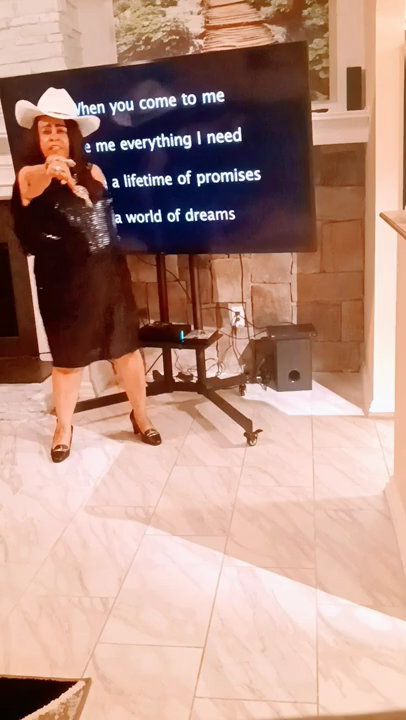 When you come to me
e me everything I need
a lifetime of promises
a world of dreams